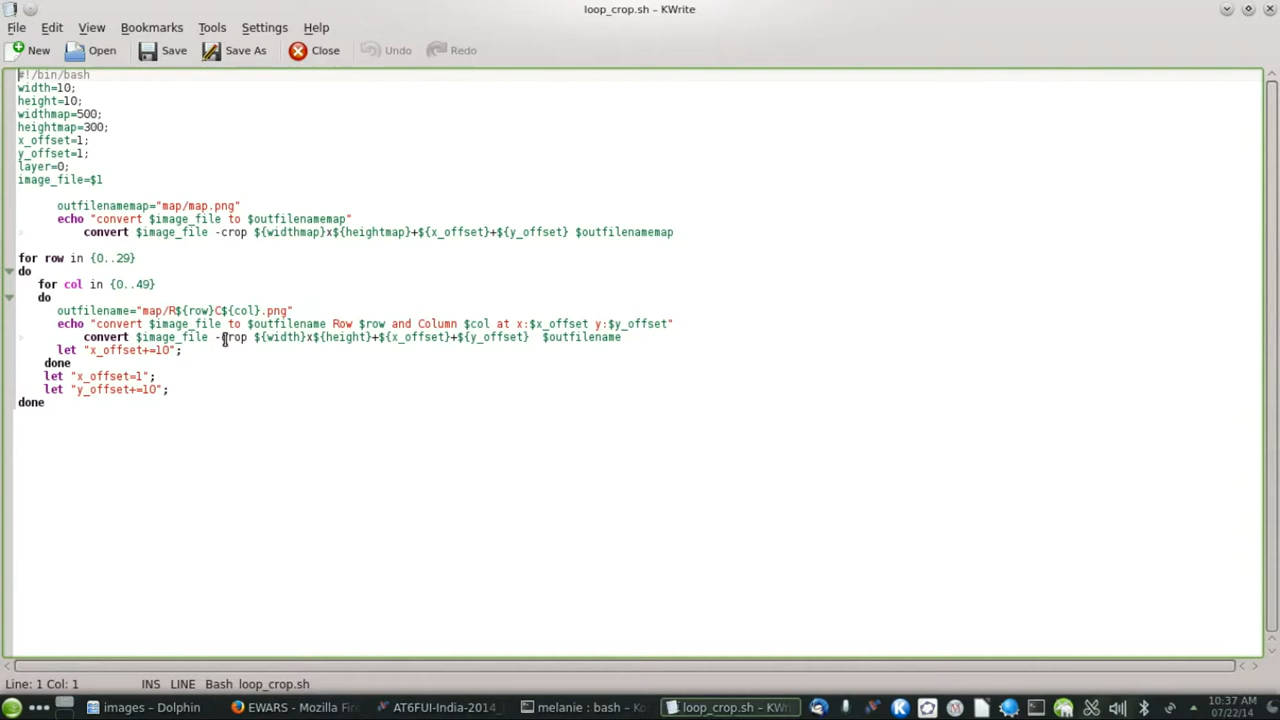 loop_crop.sh – KWrite
File Edit View Bookmarks Tools Settings Help
New Open Save Save As Close Undo Redo
#!/bin/bash
width=10;
height=10;
widthmap=500;
heightmap=300;
x_offset=1;
y_offset=1;
layer=0;
image_file=$1
outfilenamemap="map/map.png"
echo "convert $image_file to $outfilenamemap"
convert $image_file -crop ${widthmap}x${heightmap}+${x_offset}+${y_offset} $outfilenamemap
for row in {0..29}
do
for col in {0..49}
do
outfilename="map/R${row}C${col}.png"
echo "convert $image_file to $outfilename Row $row and Column $col at x:$x_offset y:$y_offset"
convert $image_file -crop ${width}x${height}+${x_offset}+${y_offset}  $outfilename
let "x_offset+=10";
done
let "x_offset=1";
let "y_offset+=10";
done
Line: 1 Col: 1 INS LINE Bash loop_crop.sh
images – Dolphin EWARS – Mozilla Fire AT6FUI-India-2014_ melanie : bash – Ko loop_crop.sh – KWri 10:37 AM
07/22/14